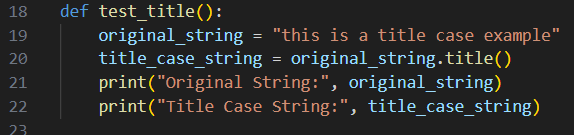 18 def test_title():
19     original_string = "this is a title case example"
20     title_case_string = original_string.title()
21     print("Original String:", original_string)
22     print("Title Case String:", title_case_string)
23